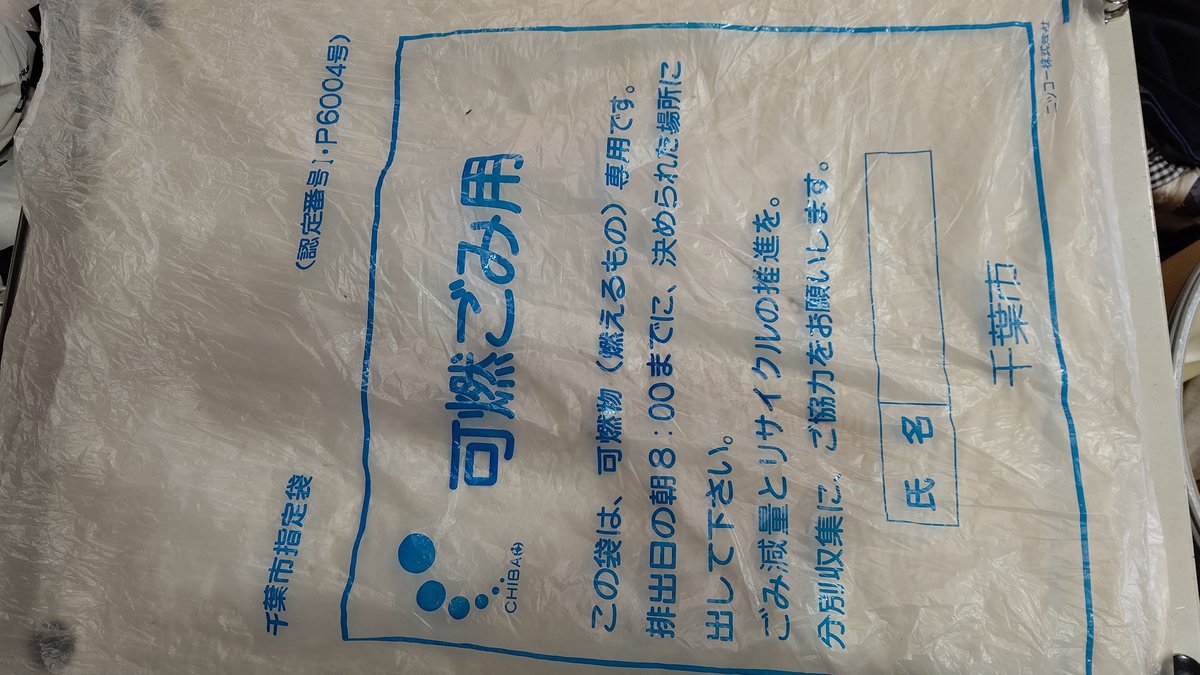 千葉市指定袋
(認定番号Ⅰ・P6004号)
可燃ごみ用
CHIBA
この袋は、可燃物(燃えるもの)専用です。
排出日の朝8:00までに、決められた場所に
出して下さい。
ごみ減量とリサイクルの推進を。
分別収集に、ご協力をお願いします。
氏名
千葉市
ニッコー株式会社